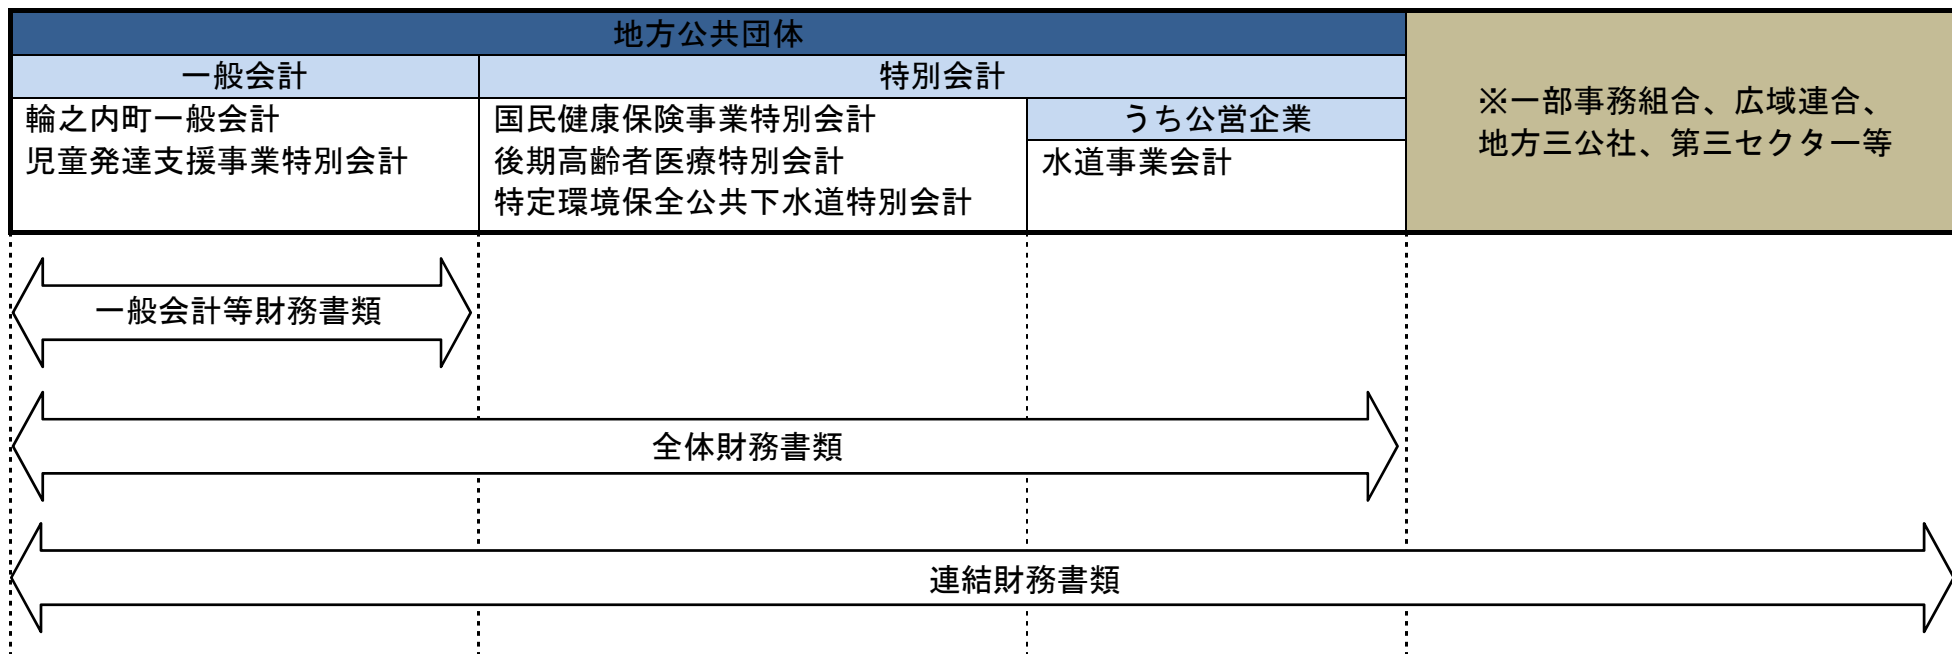 地方公共団体
一般会計
特別会計
輪之内町一般会計
児童発達支援事業特別会計
国民健康保険事業特別会計
後期高齢者医療特別会計
特定環境保全公共下水道特別会計
うち公営企業
水道事業会計
※一部事務組合、広域連合、
地方三公社、第三セクター等
一般会計等財務書類
全体財務書類
連結財務書類